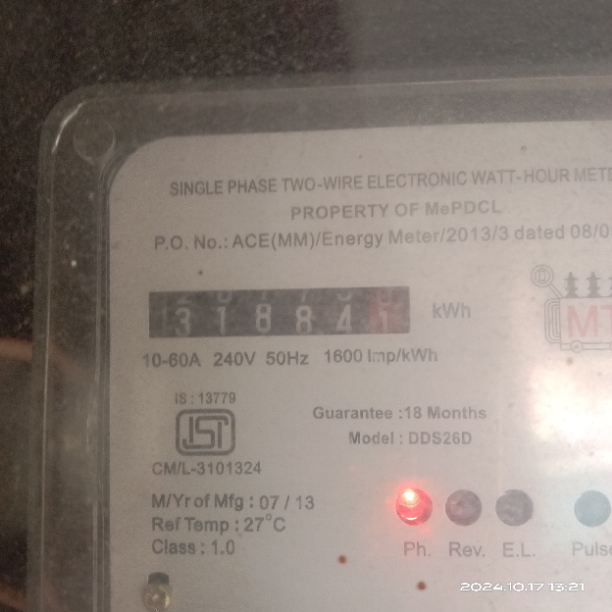 SINGLE PHASE TWO-WIRE ELECTRONIC WATT-HOUR METE
PROPERTY OF MePDCL
P.O. No.: ACE(MM)/Energy Meter/2013/3 dated 08/0
318841 kWh
10-60A 240V 50Hz 1600 Imp/kWh
IS : 13779
ISI
CM/L-3101324
Guarantee :18 Months
Model : DDS26D
M/Yr of Mfg : 07 / 13
Ref Temp : 27°C
Class : 1.0
Ph. Rev. E.L. Pulse
MT
2024.10.17 13:21